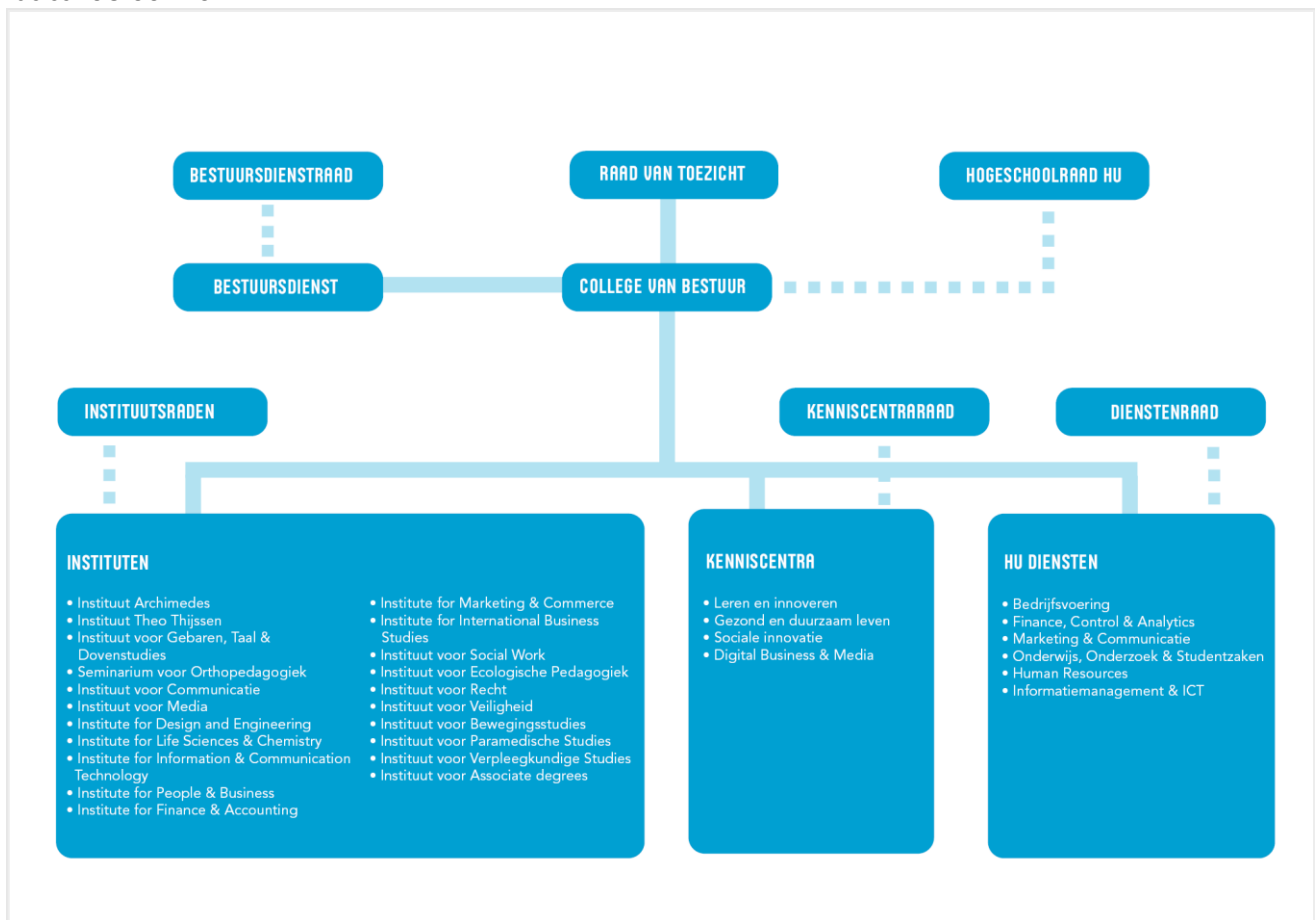 BESTUURSDIENSTRAAD
RAAD VAN TOEZICHT
HOGESCHOOLRAAD HU
BESTUURSDIENST
COLLEGE VAN BESTUUR
INSTITUUTSRADEN
KENNISCENTRARAAD
DIENSTENRAAD
INSTITUTEN
• Instituut Archimedes
• Instituut Theo Thijssen
• Instituut voor Gebaren, Taal &
Dovenstudies
• Seminarium voor Orthopedagogiek
• Instituut voor Communicatie
• Instituut voor Media
• Institute for Design and Engineering
• Institute for Life Sciences & Chemistry
• Institute for Information & Communication
Technology
• Institute for People & Business
• Institute for Finance & Accounting
• Institute for Marketing & Commerce
• Institute for International Business
Studies
• Instituut voor Social Work
• Instituut voor Ecologische Pedagogiek
• Instituut voor Recht
• Instituut voor Veiligheid
• Instituut voor Bewegingsstudies
• Instituut voor Paramedische Studies
• Instituut voor Verpleegkundige Studies
• Instituut voor Associate degrees
KENNISCENTRA
• Leren en innoveren
• Gezond en duurzaam leven
• Sociale innovatie
• Digital Business & Media
HU DIENSTEN
• Bedrijfsvoering
• Finance, Control & Analytics
• Marketing & Communicatie
• Onderwijs, Onderzoek & Studentzaken
• Human Resources
• Informatiemanagement & ICT